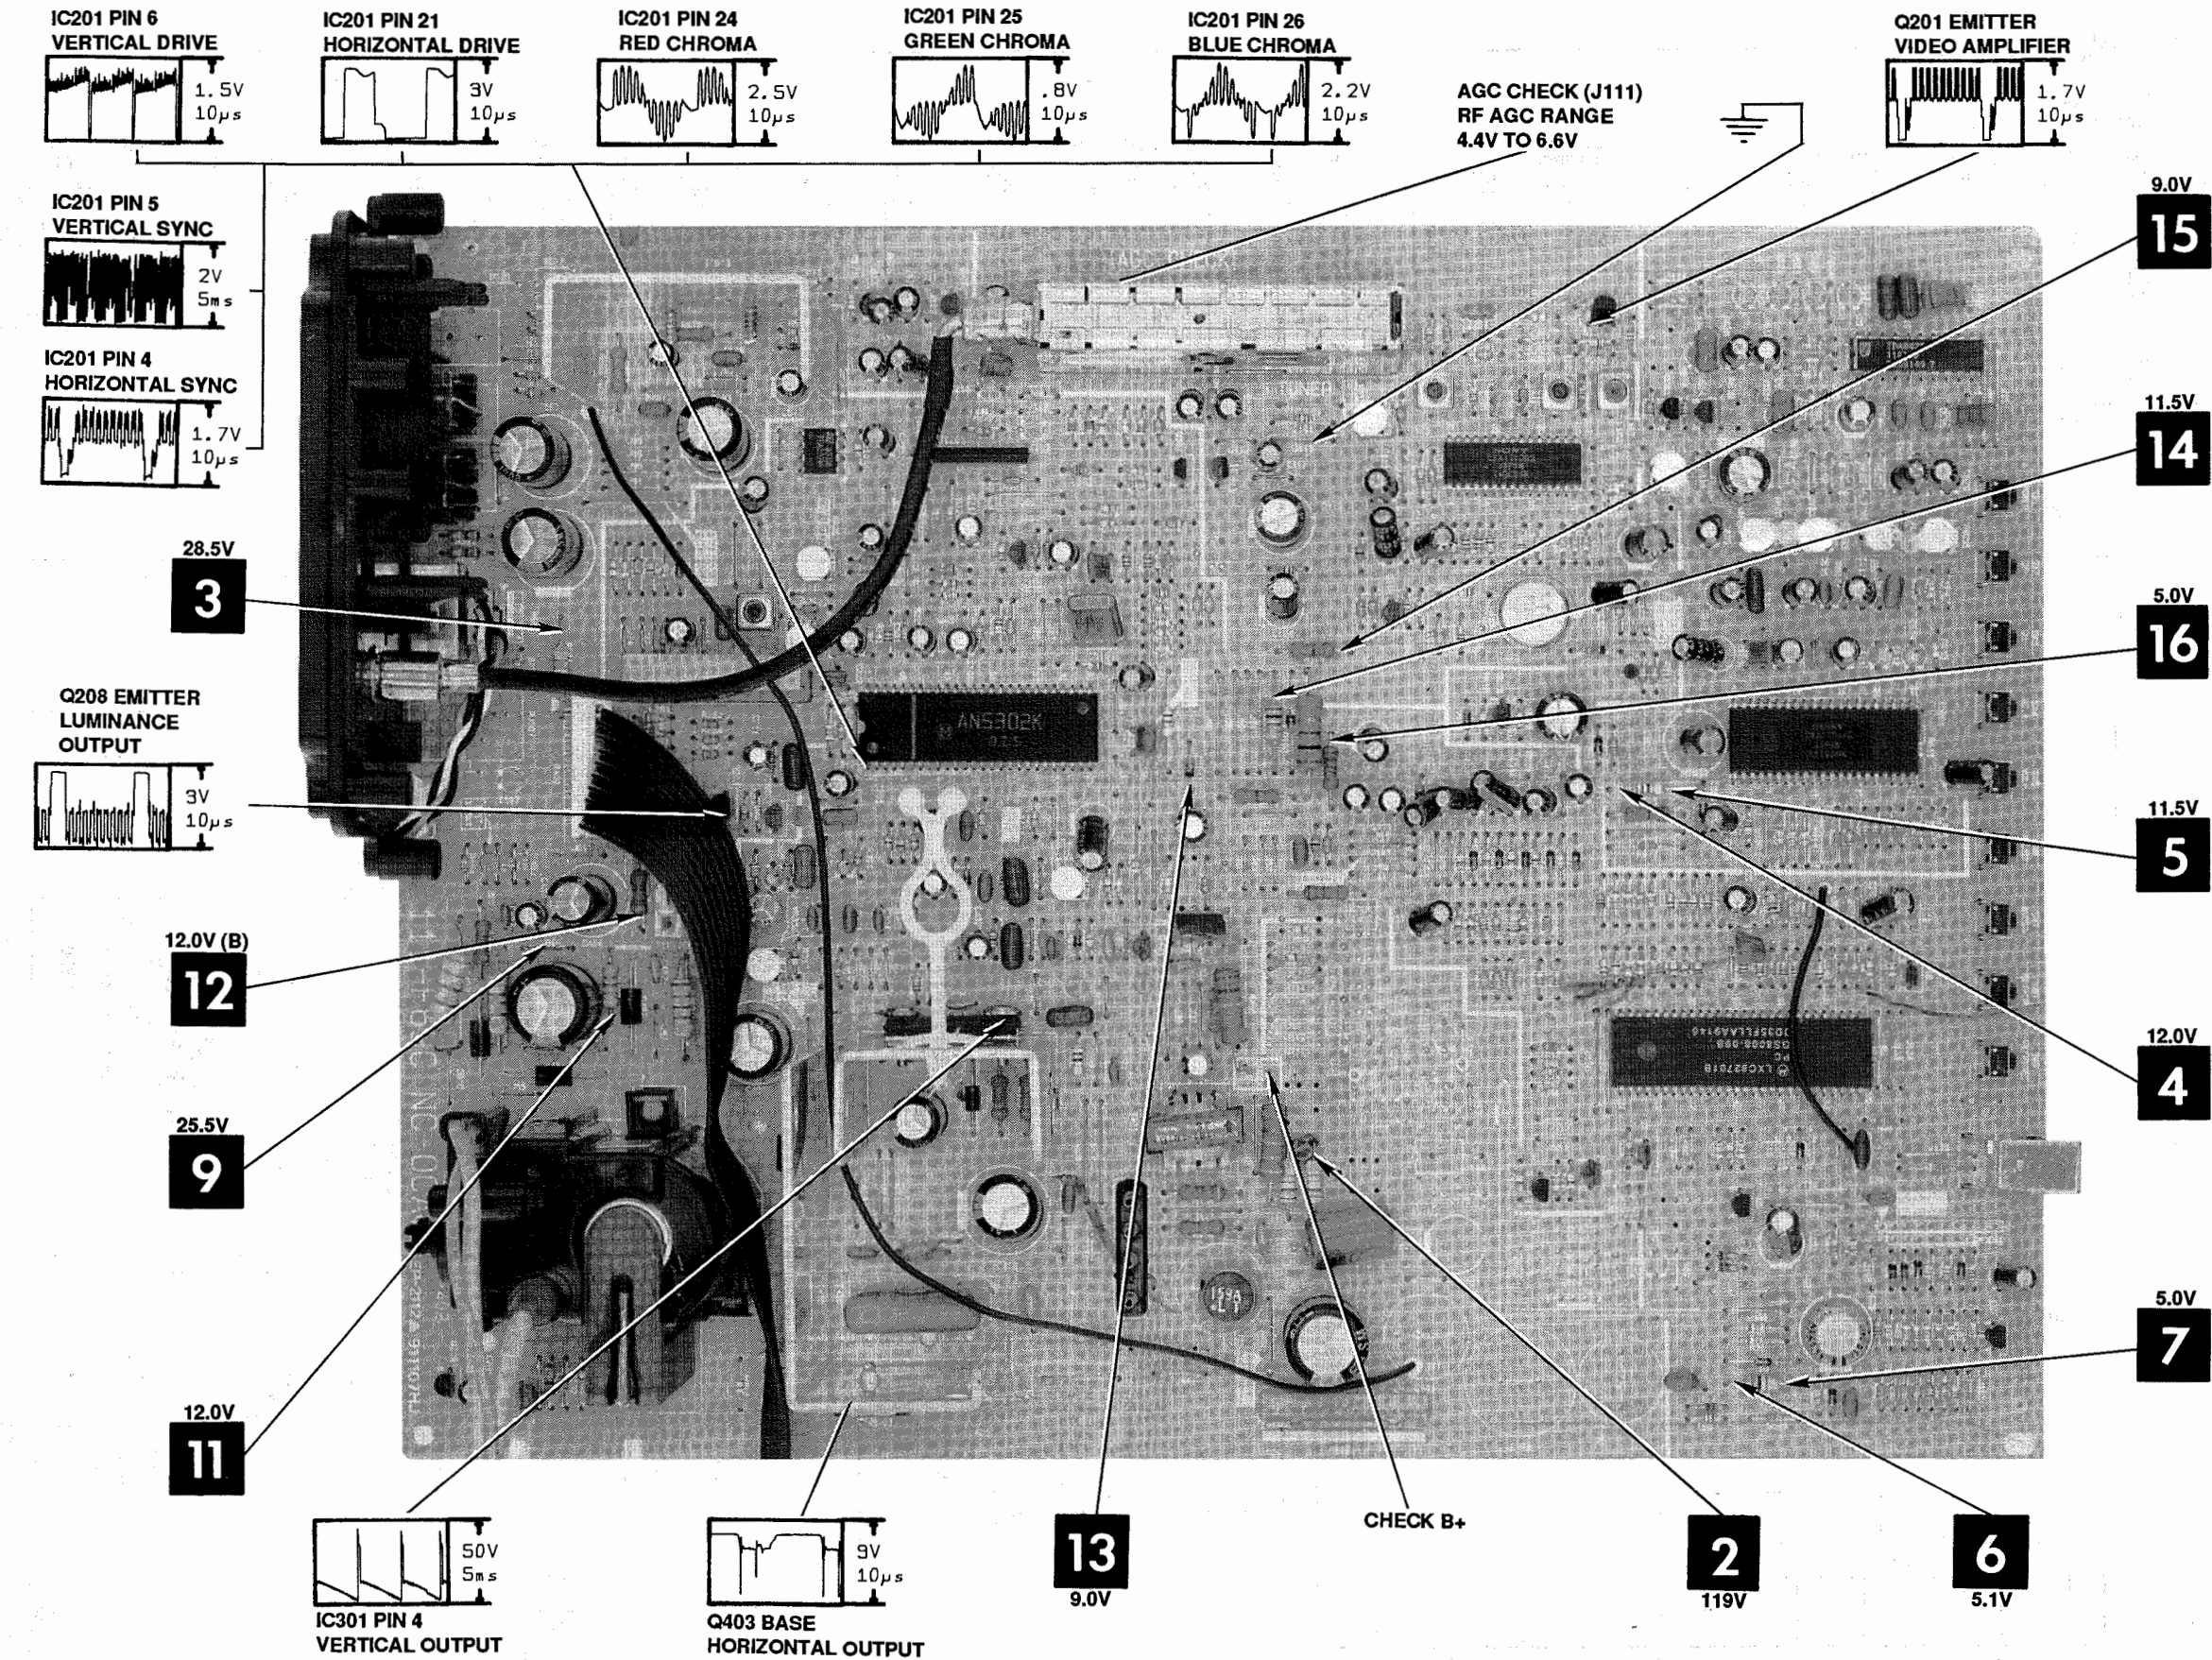 IC201 PIN 6
VERTICAL DRIVE
1.5V
10µs
IC201 PIN 21
HORIZONTAL DRIVE
3V
10µs
IC201 PIN 24
RED CHROMA
2.5V
10µs
IC201 PIN 25
GREEN CHROMA
.8V
10µs
IC201 PIN 26
BLUE CHROMA
2.2V
10µs
AGC CHECK (J111)
RF AGC RANGE
4.4V TO 6.6V
Q201 EMITTER
VIDEO AMPLIFIER
1.7V
10µs
IC201 PIN 5
VERTICAL SYNC
2V
5ms
IC201 PIN 4
HORIZONTAL SYNC
1.7V
10µs
28.5V
3
Q208 EMITTER
LUMINANCE
OUTPUT
3V
10µs
12.0V (B)
12
25.5V
9
12.0V
11
9.0V
15
11.5V
14
5.0V
16
11.5V
5
12.0V
4
5.0V
7
AN5302K
50V
5ms
IC301 PIN 4
VERTICAL OUTPUT
9V
10µs
Q403 BASE
HORIZONTAL OUTPUT
13
9.0V
CHECK B+
2
119V
6
5.1V